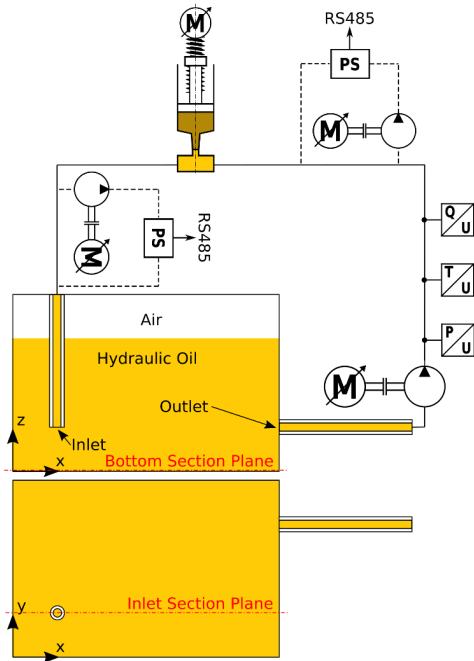 M
RS485
PS
M
Q
U
PS
RS485
M
T
U
Air
P
U
Hydraulic Oil
M
Outlet
z
Inlet
x
Bottom Section Plane
Inlet Section Plane
y
x